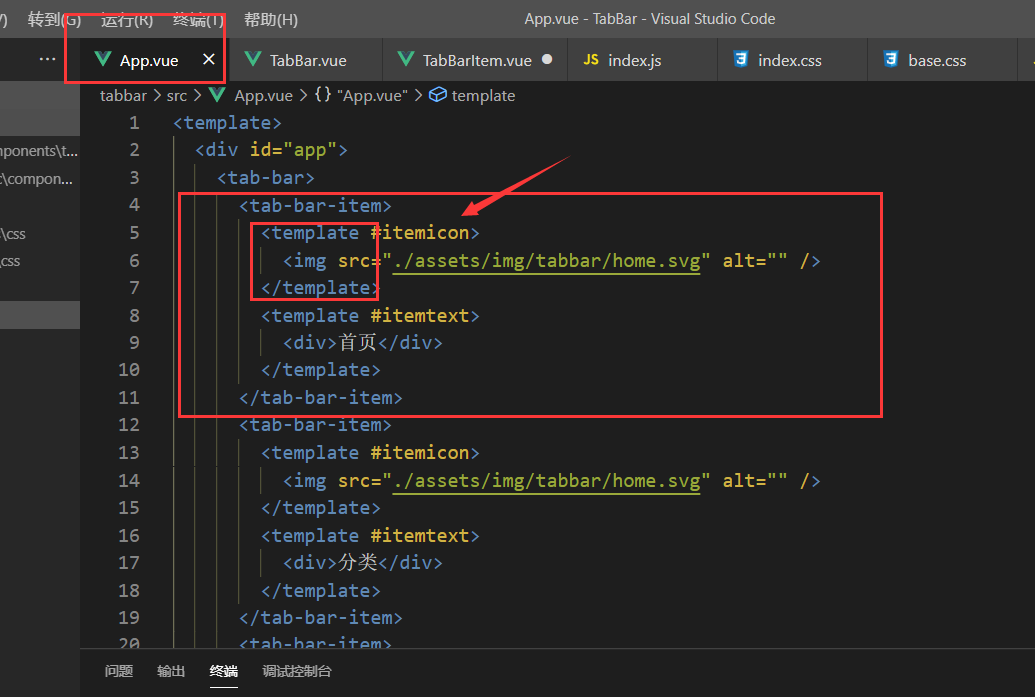 ) 转到(G) 运行(R) 终端(T) 帮助(H) App.vue - TabBar - Visual Studio Code
··· App.vue × TabBar.vue TabBarItem.vue ● JS index.js index.css base.css
tabbar > src > App.vue > {} "App.vue" > template
nponents\t...
:\compon...
\css
\css
1 <template>
2 <div id="app">
3 <tab-bar>
4 <tab-bar-item>
5 <template #itemicon>
6 <img src="./assets/img/tabbar/home.svg" alt="" />
7 </template>
8 <template #itemtext>
9 <div>首页</div>
10 </template>
11 </tab-bar-item>
12 <tab-bar-item>
13 <template #itemicon>
14 <img src="./assets/img/tabbar/home.svg" alt="" />
15 </template>
16 <template #itemtext>
17 <div>分类</div>
18 </template>
19 </tab-bar-item>
20 <tab-bar-item>
问题 输出 终端 调试控制台